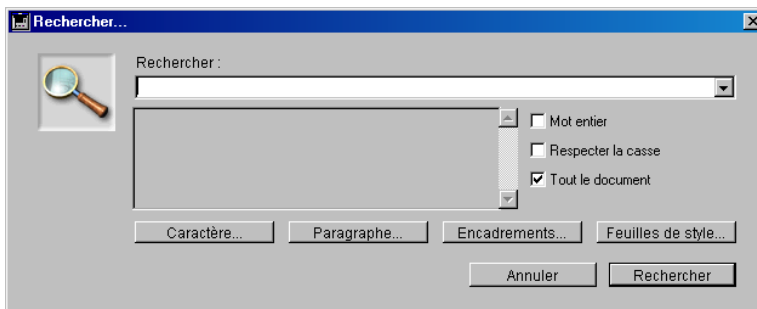 Rechercher...
Rechercher :
Mot entier
Respecter la casse
Tout le document
Caractère... Paragraphe... Encadrements... Feuilles de style...
Annuler Rechercher